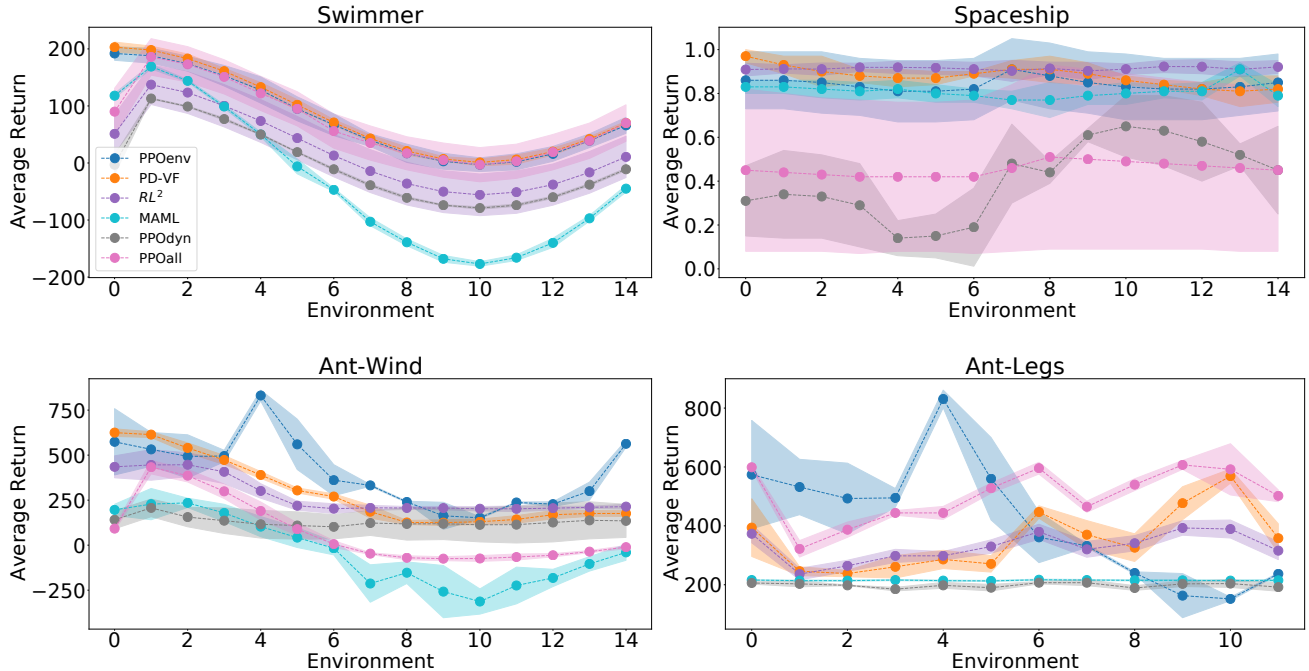 Swimmer
Average Return
200
100
0
−100
−200
PPOenv
PD-VF
RL²
MAML
PPOdyn
PPOall
0 2 4 6 8 10 12 14
Environment
Spaceship
Average Return
1.0
0.8
0.6
0.4
0.2
0.0
0 2 4 6 8 10 12 14
Environment
Ant-Wind
Average Return
750
500
250
0
−250
0 2 4 6 8 10 12 14
Environment
Ant-Legs
Average Return
800
600
400
200
0 2 4 6 8 10
Environment